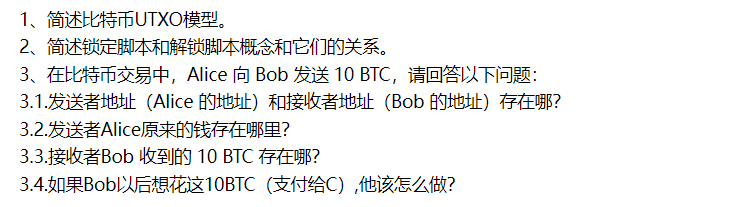 1、简述比特币UTXO模型。
2、简述锁定脚本和解锁脚本概念和它们的关系。
3、在比特币交易中，Alice 向 Bob 发送 10 BTC，请回答以下问题：
3.1.发送者地址（Alice 的地址）和接收者地址（Bob 的地址）存在哪？
3.2.发送者Alice原来的钱存在哪里？
3.3.接收者Bob 收到的 10 BTC 存在哪？
3.4.如果Bob以后想花这10BTC（支付给C）,他该怎么做？